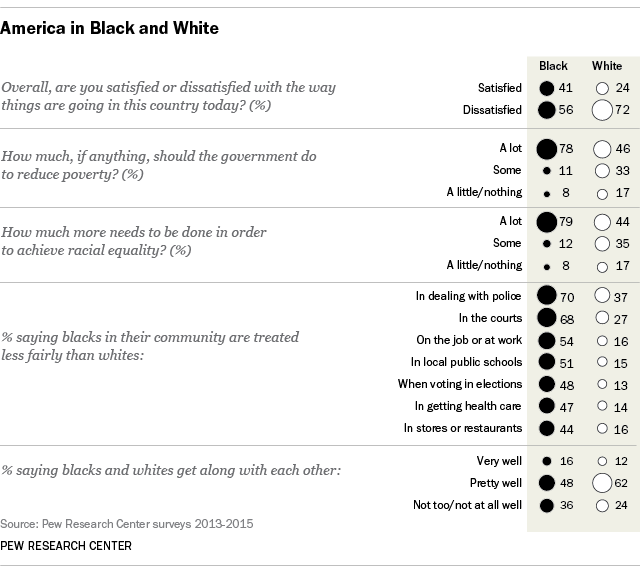 America in Black and White
Black White
Overall, are you satisfied or dissatisfied with the way
things are going in this country today? (%)
Satisfied 41 24
Dissatisfied 56 72
How much, if anything, should the government do
to reduce poverty? (%)
A lot 78 46
Some 11 33
A little/nothing 8 17
How much more needs to be done in order
to achieve racial equality? (%)
A lot 79 44
Some 12 35
A little/nothing 8 17
% saying blacks in their community are treated
less fairly than whites:
In dealing with police 70 37
In the courts 68 27
On the job or at work 54 16
In local public schools 51 15
When voting in elections 48 13
In getting health care 47 14
In stores or restaurants 44 16
% saying blacks and whites get along with each other:
Very well 16 12
Pretty well 48 62
Not too/not at all well 36 24
Source: Pew Research Center surveys 2013-2015
PEW RESEARCH CENTER